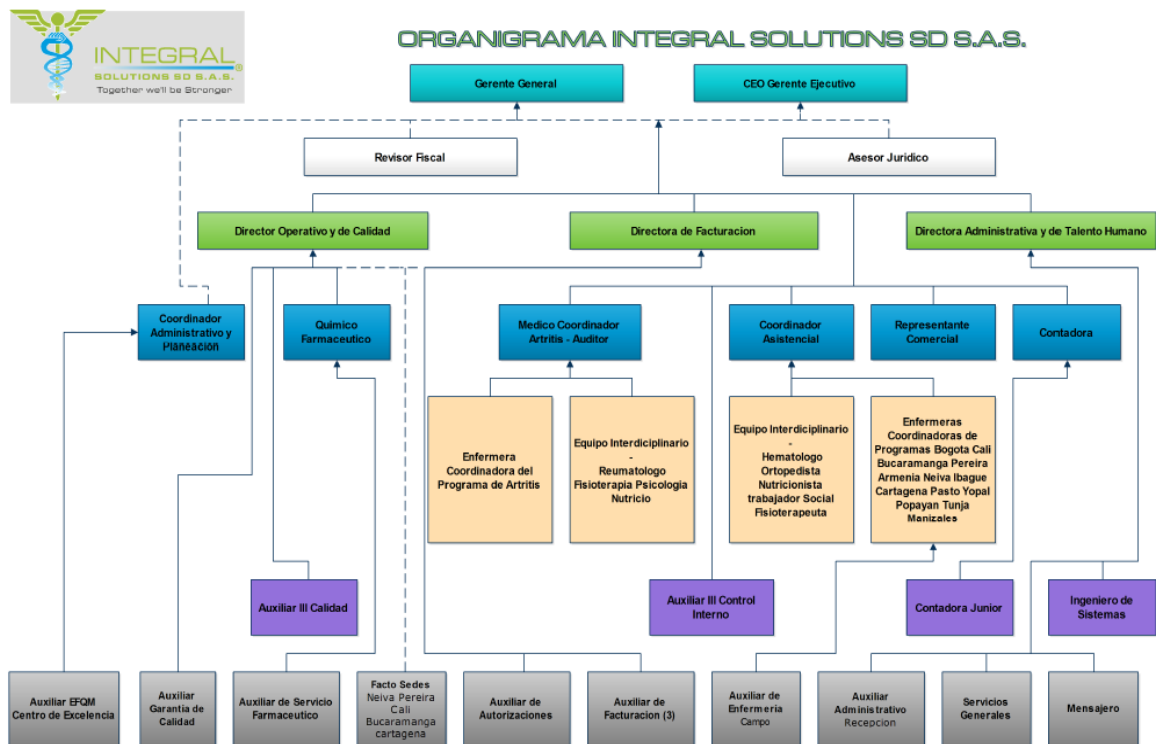 INTEGRAL
SOLUTIONS SD S.A.S.
Together we'll be Stronger
ORGANIGRAMA INTEGRAL SOLUTIONS SD S.A.S.
Gerente General
CEO Gerente Ejecutivo
Revisor Fiscal
Asesor Juridico
Director Operativo y de Calidad
Directora de Facturacion
Directora Administrativa y de Talento Humano
Coordinador
Administrativo y
Planeación
Quimico
Farmaceutico
Medico Coordinador
Artritis - Auditor
Coordinador
Asistencial
Representante
Comercial
Contadora
Enfermera
Coordinadora del
Programa de Artritis
Equipo Interdiciplinario
-
Reumatologo
Fisioterapia Psicologia
Nutricio
Equipo Interdiciplinario
-
Hematologo
Ortopedista
Nutricionista
trabajador Social
Fisioterapeuta
Enfermeras
Coordinadoras de
Programas Bogota Cali
Bucaramanga Pereira
Armenia Neiva Ibague
Cartagena Pasto Yopal
Popayan Tunja
Manizales
Auxiliar III Calidad
Auxiliar III Control
Interno
Contadora Junior
Ingeniero de
Sistemas
Auxiliar EFQM
Centro de Excelencia
Auxiliar
Garantia de
Calidad
Auxiliar de Servicio
Farmaceutico
Facto Sedes
Neiva Pereira
Cali
Bucaramanga
cartagena
Auxiliar de
Autorizaciones
Auxiliar de
Facturacion (3)
Auxiliar de
Enfermeria
Campo
Auxiliar
Administrativo
Recepcion
Servicios
Generales
Mensajero